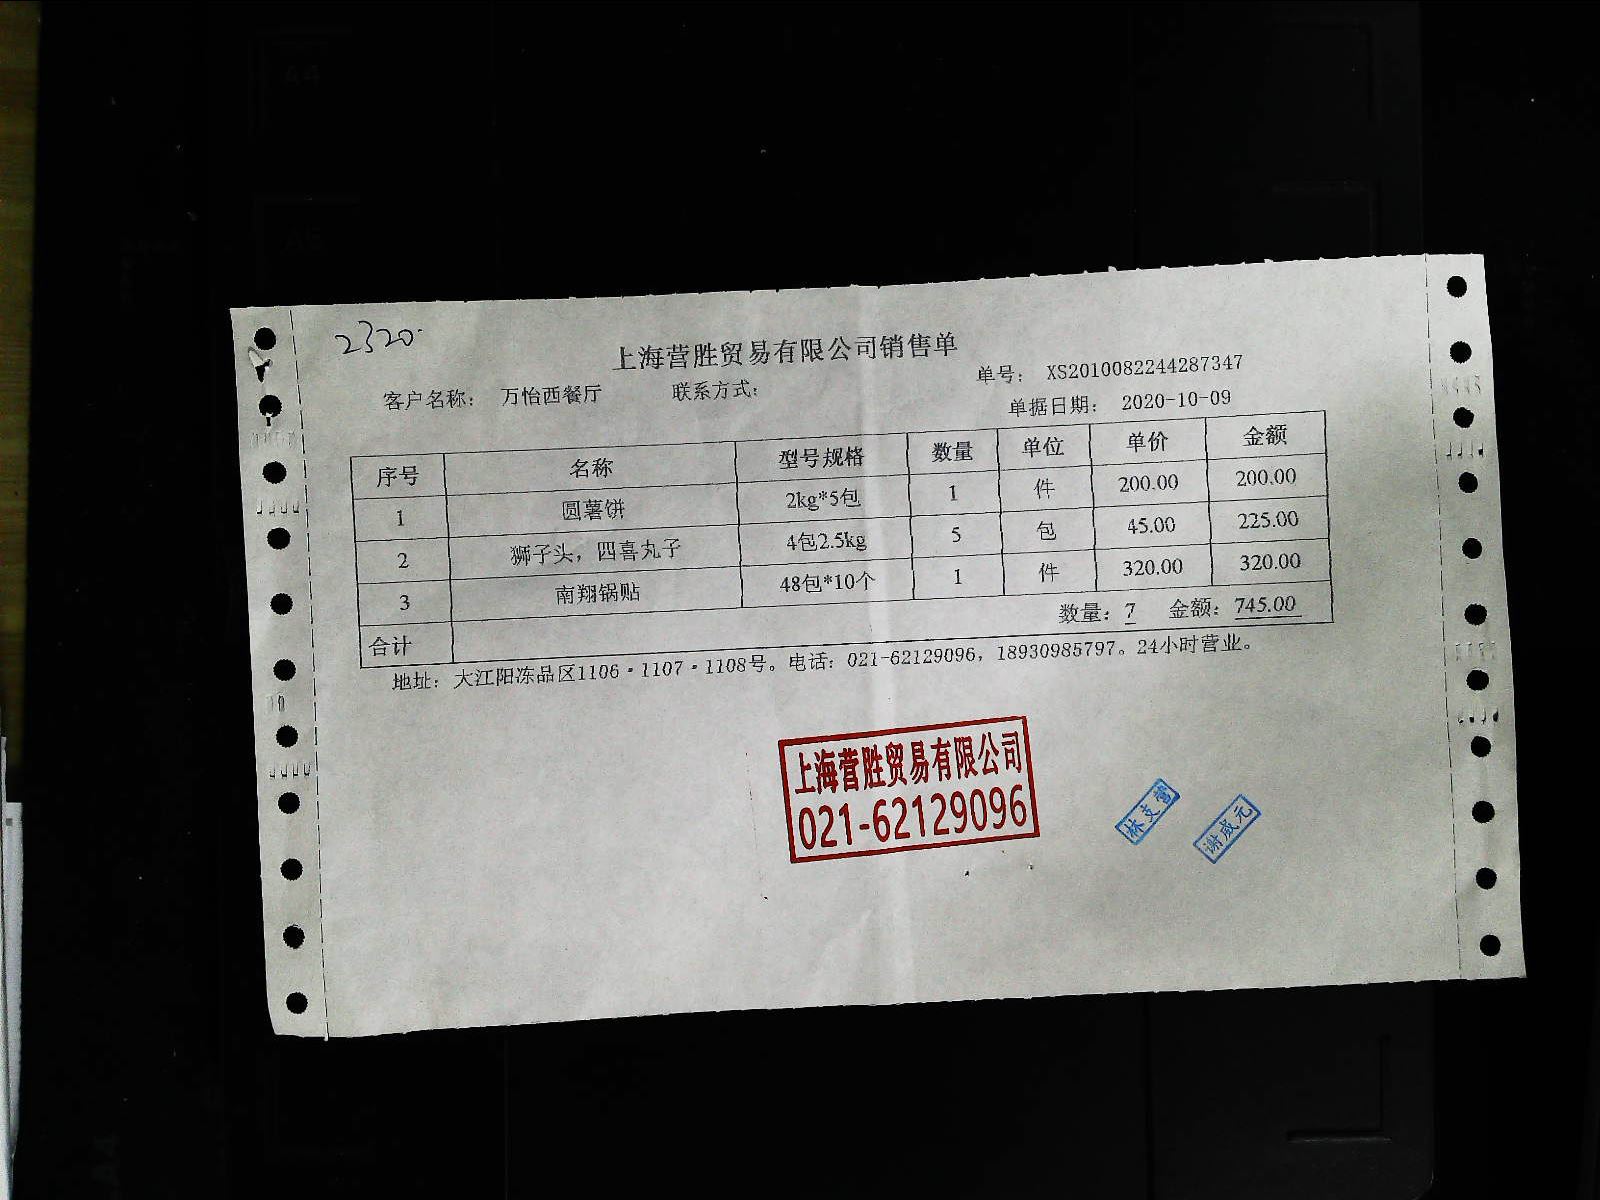 2320
上海营胜贸易有限公司销售单
客户名称： 万怡西餐厅 联系方式： 单号： XS2010082244287347
单据日期： 2020-10-09
序号 名称 型号规格 数量 单位 单价 金额
1 圆薯饼 2kg*5包 1 件 200.00 200.00
2 狮子头，四喜丸子 4包2.5kg 5 包 45.00 225.00
3 南翔锅贴 48包*10个 1 件 320.00 320.00
合计 数量：7 金额：745.00
地址：大江阳冻品区1106·1107·1108号。电话：021-62129096，18930985797。24小时营业。
上海营胜贸易有限公司
021-62129096
林支营
谢威元
A4
A5